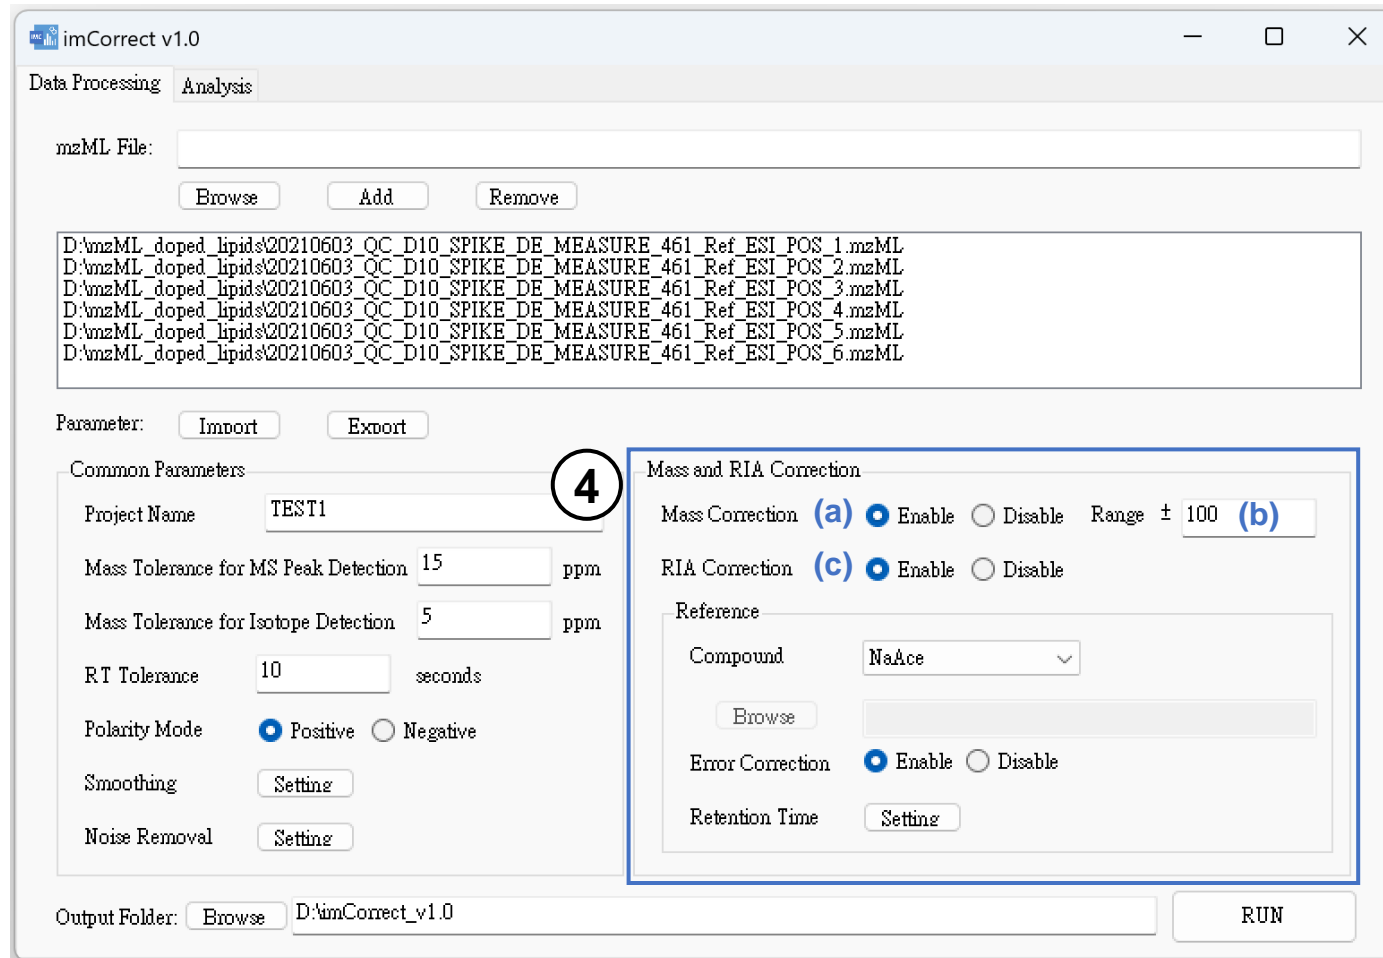 imCorrect v1.0
Data Processing Analysis
mzML File:
Browse Add Remove
D:\mzML_doped_lipids\20210603_QC_D10_SPIKE_DE_MEASURE_461_Ref_ESI_POS_1.mzML
D:\mzML_doped_lipids\20210603_QC_D10_SPIKE_DE_MEASURE_461_Ref_ESI_POS_2.mzML
D:\mzML_doped_lipids\20210603_QC_D10_SPIKE_DE_MEASURE_461_Ref_ESI_POS_3.mzML
D:\mzML_doped_lipids\20210603_QC_D10_SPIKE_DE_MEASURE_461_Ref_ESI_POS_4.mzML
D:\mzML_doped_lipids\20210603_QC_D10_SPIKE_DE_MEASURE_461_Ref_ESI_POS_5.mzML
D:\mzML_doped_lipids\20210603_QC_D10_SPIKE_DE_MEASURE_461_Ref_ESI_POS_6.mzML
Parameter: Import Export
Common Parameters
Project Name TEST1
Mass Tolerance for MS Peak Detection 15 ppm
Mass Tolerance for Isotope Detection 5 ppm
RT Tolerance 10 seconds
Polarity Mode Positive Negative
Smoothing Setting
Noise Removal Setting
4
Mass and RIA Correction
Mass Correction (a) Enable Disable Range ± 100 (b)
RIA Correction (c) Enable Disable
Reference
Compound NaAce
Browse
Error Correction Enable Disable
Retention Time Setting
Output Folder: Browse D:\imCorrect_v1.0 RUN